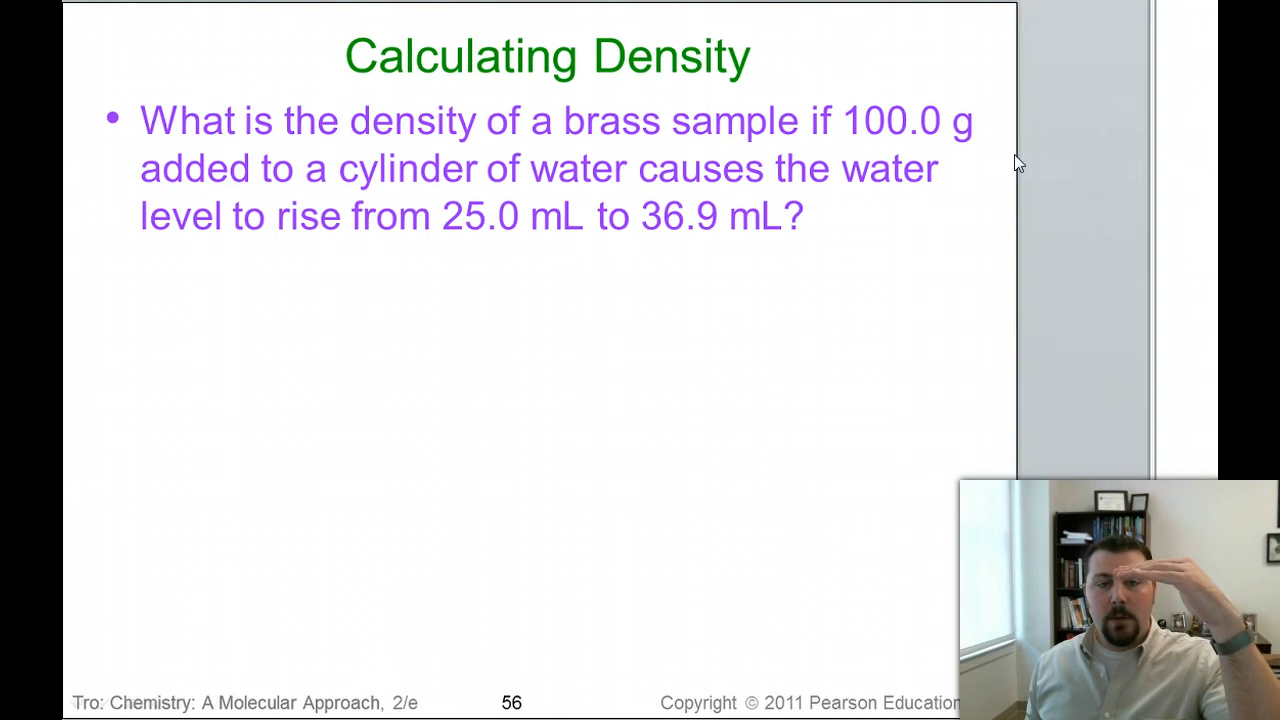 Calculating Density
• What is the density of a brass sample if 100.0 g
added to a cylinder of water causes the water
level to rise from 25.0 mL to 36.9 mL?
Tro: Chemistry: A Molecular Approach, 2/e
56
Copyright © 2011 Pearson Education